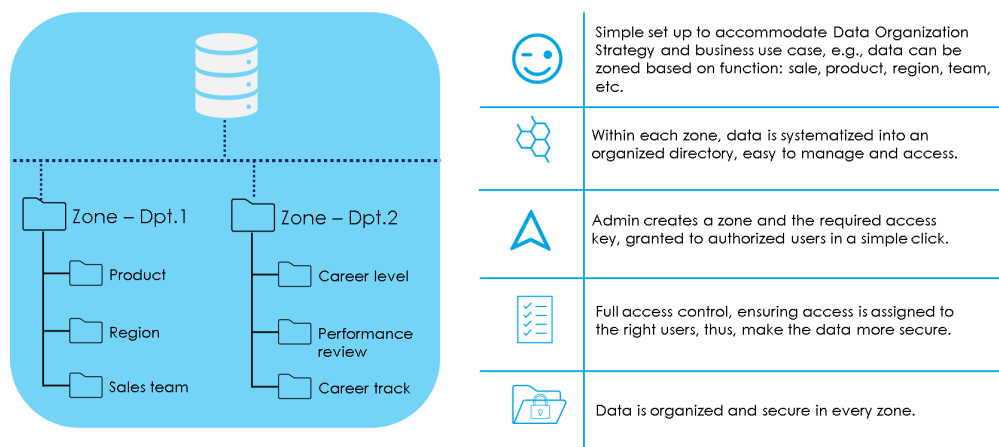 Zone – Dpt.1
Product
Region
Sales team
Zone – Dpt.2
Career level
Performance
review
Career track
Simple set up to accommodate Data Organization
Strategy and business use case, e.g., data can be
zoned based on function: sale, product, region, team,
etc.
Within each zone, data is systematized into an
organized directory, easy to manage and access.
Admin creates a zone and the required access
key, granted to authorized users in a simple click.
Full access control, ensuring access is assigned to
the right users, thus, make the data more secure.
Data is organized and secure in every zone.